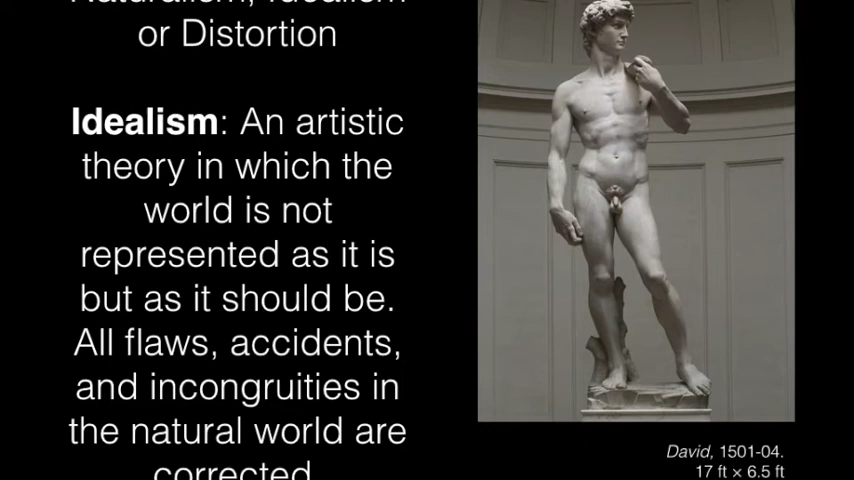 Naturalism, Idealism
or Distortion
Idealism: An artistic
theory in which the
world is not
represented as it is
but as it should be.
All flaws, accidents,
and incongruities in
the natural world are
corrected
David, 1501-04.
17 ft × 6.5 ft